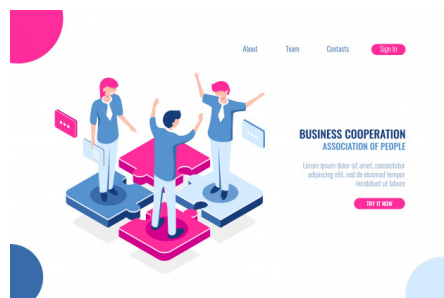 About Team Contacts Sign In
BUSINESS COOPERATION
ASSOCIATION OF PEOPLE
Lorem ipsum dolor sit amet, consectetur
adipiscing elit, sed do eiusmod temper
incididunt ut labore
TRY IT NOW